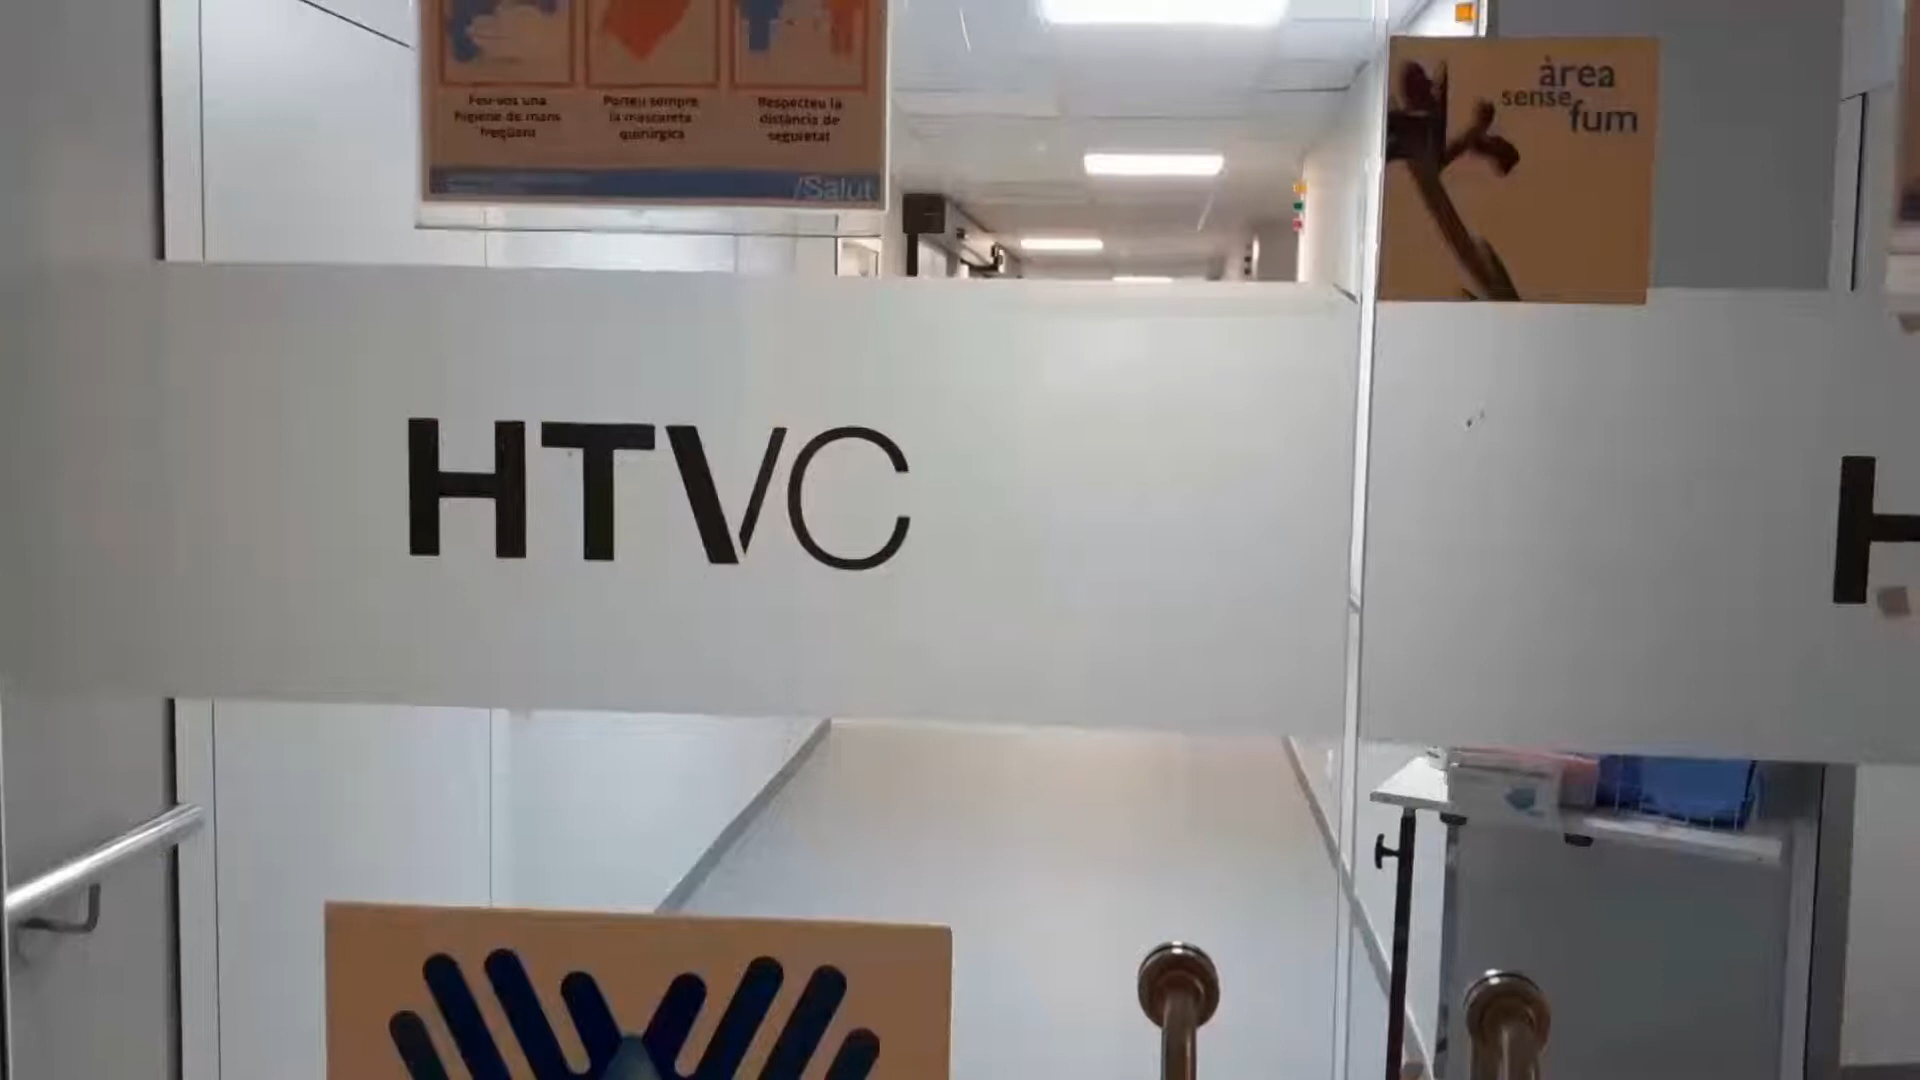 Feu-vos una
higiene de mans
freqüent
Porteu sempre
la mascareta
quirúrgica
Respecteu la
distància de
seguretat
/Salut
àrea
sense
fum
HTVC
H